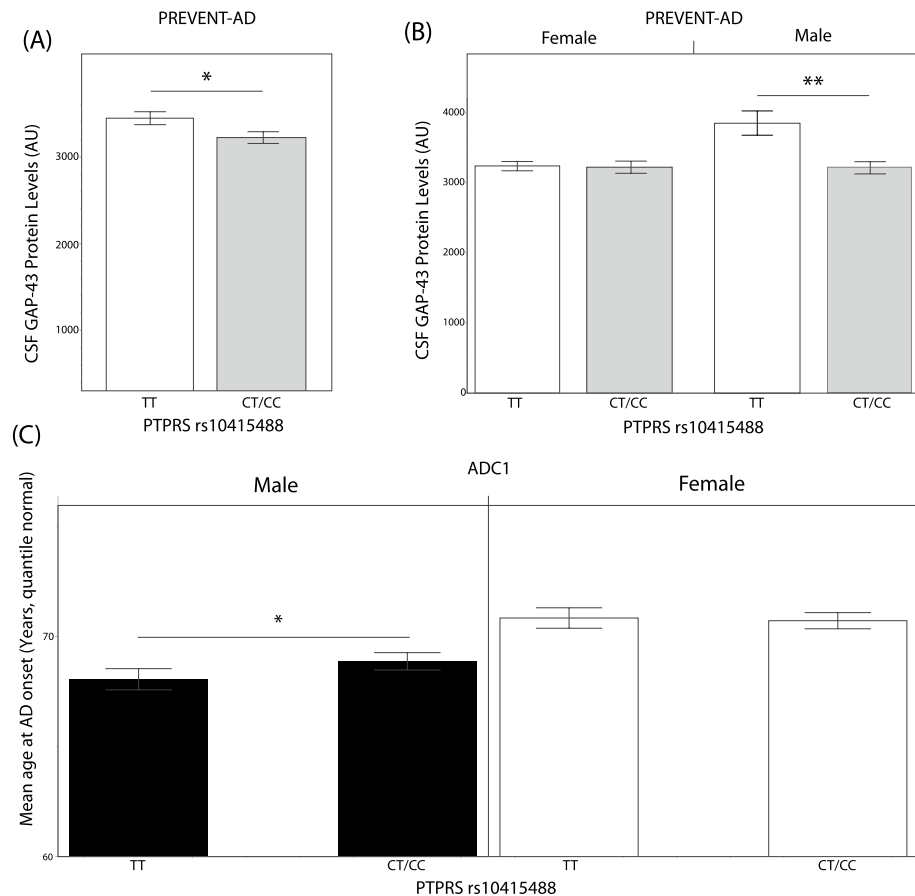 (A)
PREVENT-AD
CSF GAP-43 Protein Levels (AU)
3000
2000
1000
*
TT
CT/CC
PTPRS rs10415488
(B)
PREVENT-AD
Female
Male
CSF GAP-43 Protein Levels (AU)
4000
3000
2000
1000
0
**
TT
CT/CC
TT
CT/CC
PTPRS rs10415488
(C)
ADC1
Male
Female
Mean age at AD onset (Years, quantile normal)
70
60
*
TT
CT/CC
TT
CT/CC
PTPRS rs10415488